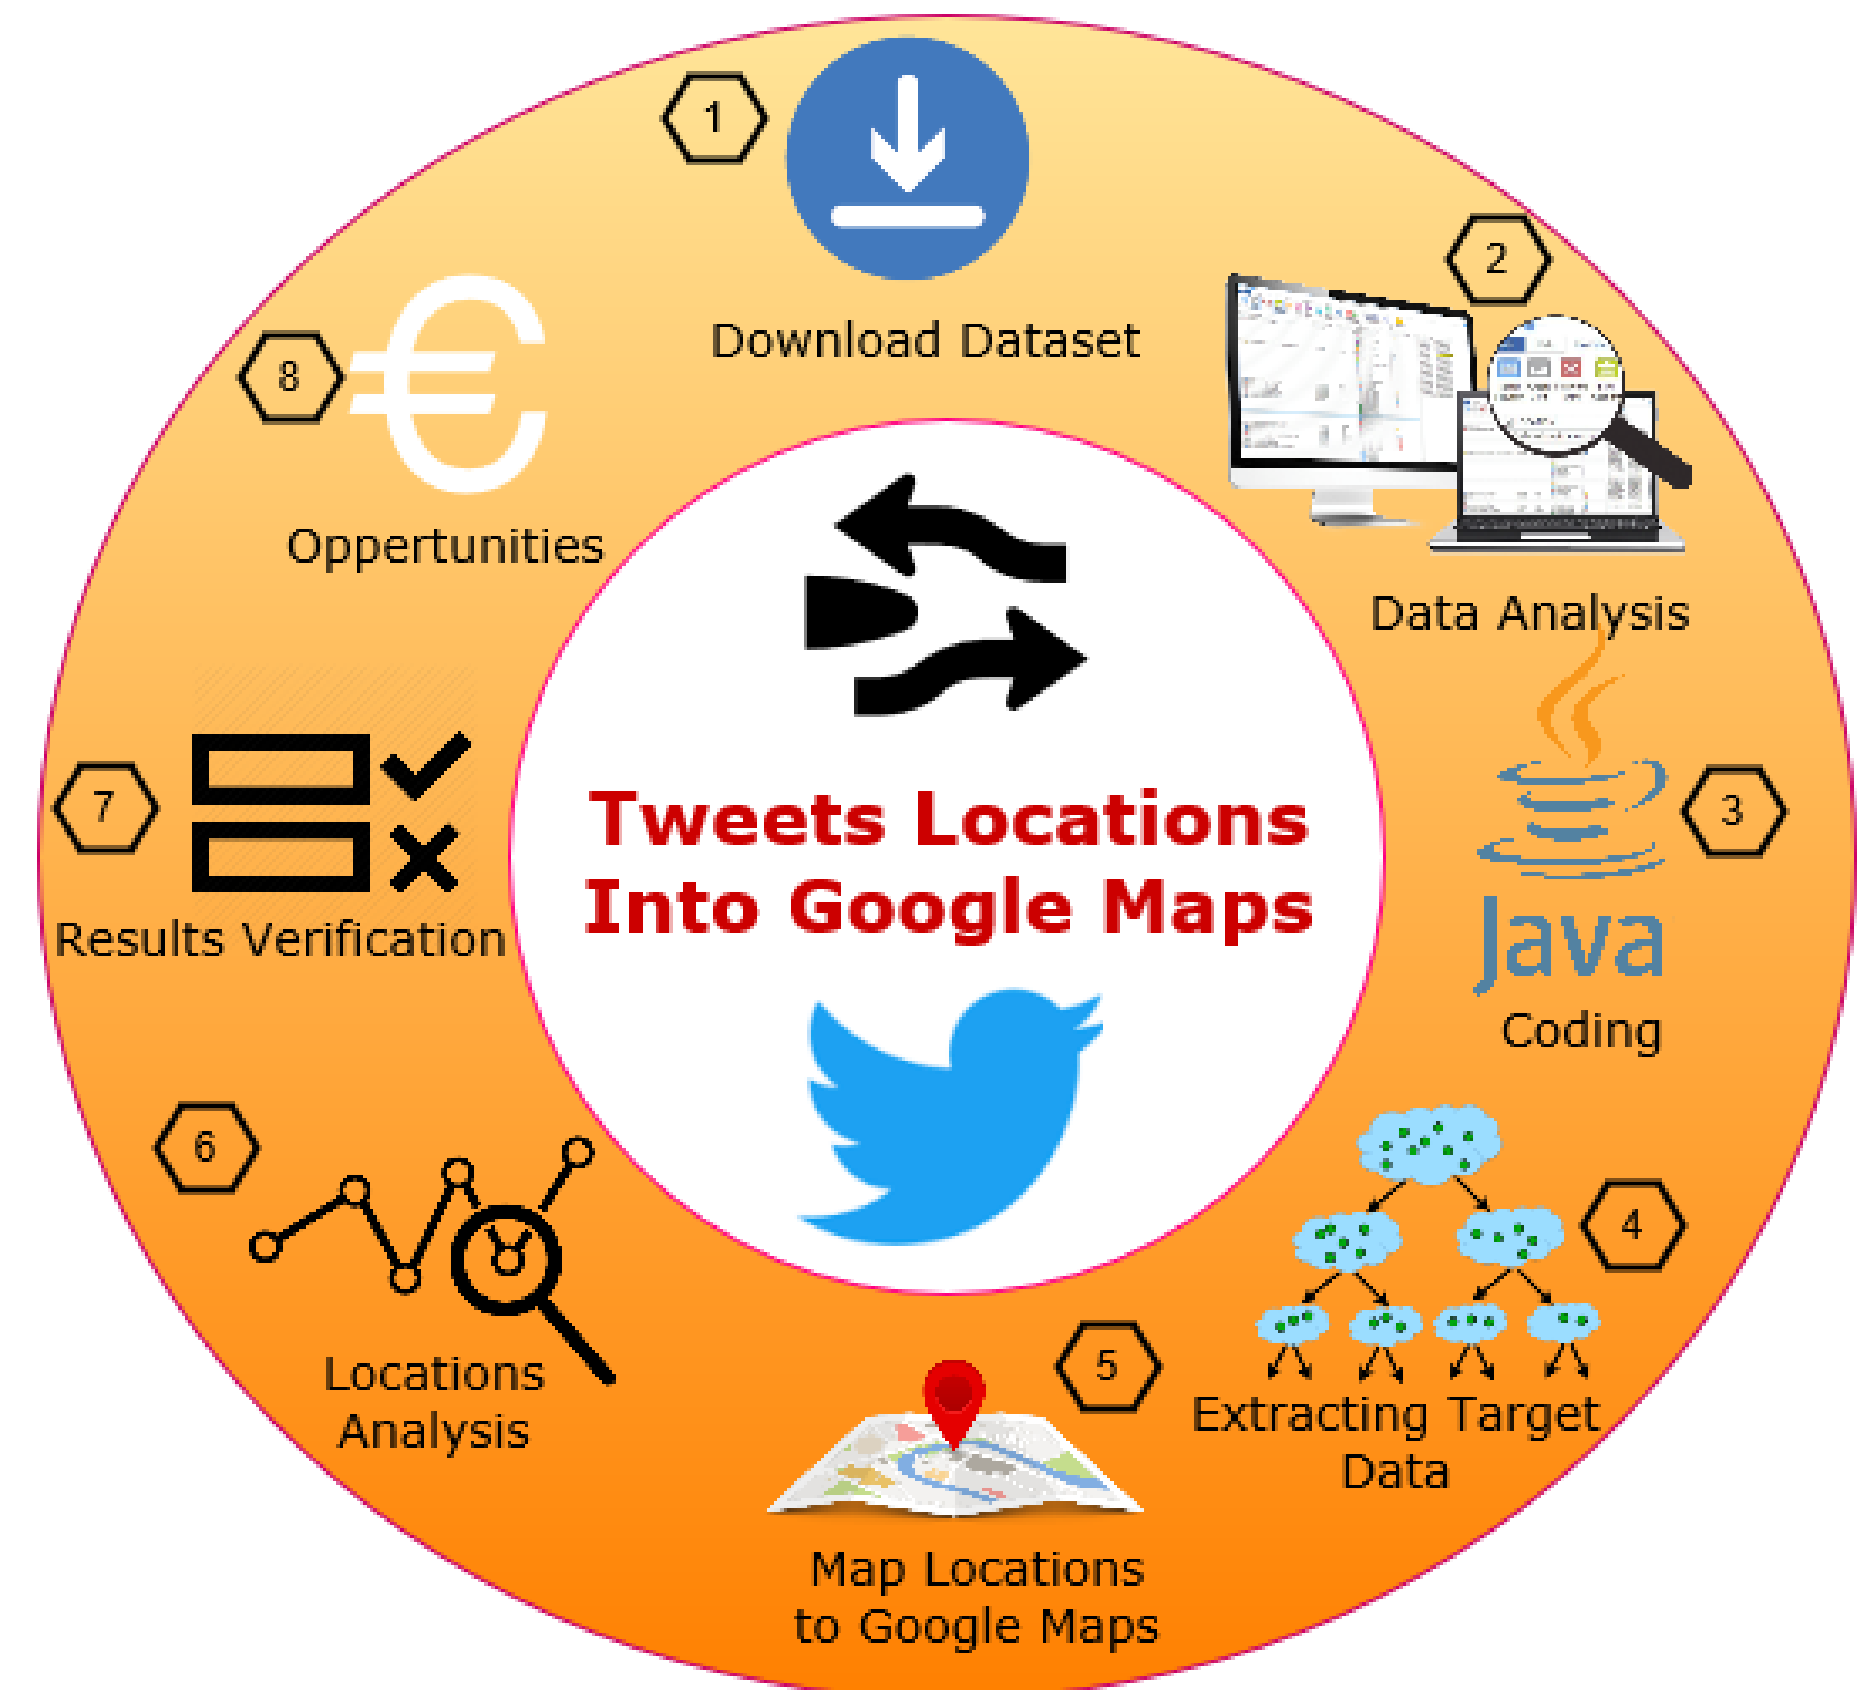 1
Download Dataset
2
Data Analysis
3
Java
Coding
4
Extracting Target
Data
5
Map Locations
to Google Maps
6
Locations
Analysis
7
Results Verification
8
Oppertunities
Tweets Locations
Into Google Maps